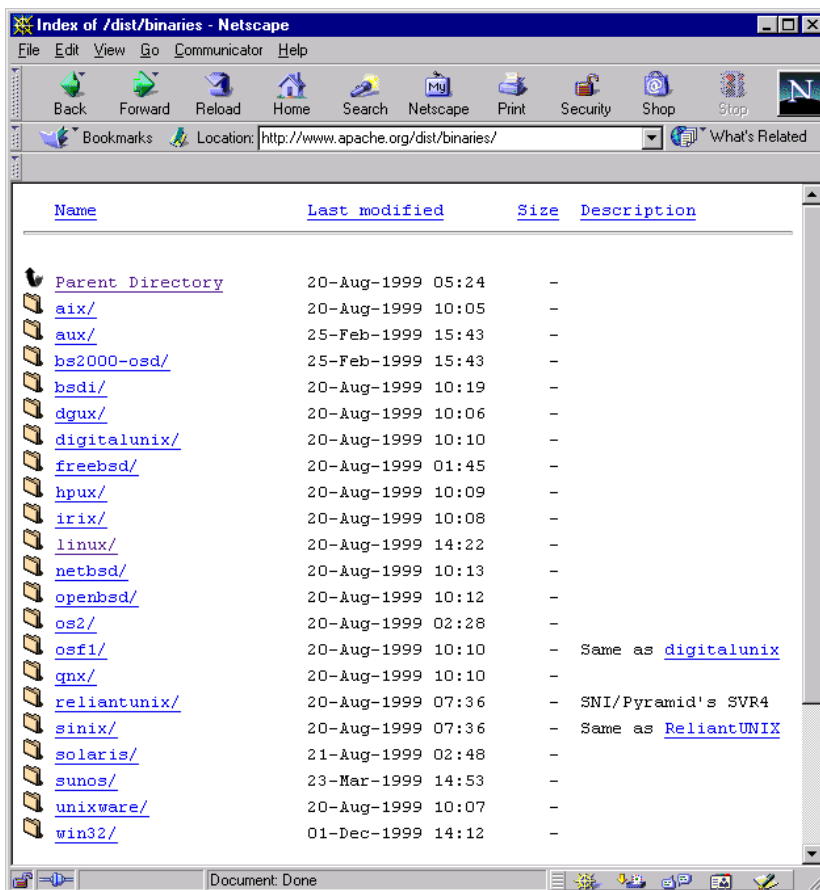 Index of /dist/binaries - Netscape
File Edit View Go Communicator Help
My
Back Forward Reload Home Search Netscape Print Security Shop Stop N
Bookmarks Location: http://www.apache.org/dist/binaries/ What's Related
Name Last modified Size Description
Parent Directory 20-Aug-1999 05:24 -
aix/ 20-Aug-1999 10:05 -
aux/ 25-Feb-1999 15:43 -
bs2000-osd/ 25-Feb-1999 15:43 -
bsdi/ 20-Aug-1999 10:19 -
dgux/ 20-Aug-1999 10:06 -
digitalunix/ 20-Aug-1999 10:10 -
freebsd/ 20-Aug-1999 01:45 -
hpux/ 20-Aug-1999 10:09 -
irix/ 20-Aug-1999 10:08 -
linux/ 20-Aug-1999 14:22 -
netbsd/ 20-Aug-1999 10:13 -
openbsd/ 20-Aug-1999 10:12 -
os2/ 20-Aug-1999 02:28 -
osf1/ 20-Aug-1999 10:10 - Same as digitalunix
qnx/ 20-Aug-1999 10:10 -
reliantunix/ 20-Aug-1999 07:36 - SNI/Pyramid's SVR4
sinix/ 20-Aug-1999 07:36 - Same as ReliantUNIX
solaris/ 21-Aug-1999 02:48 -
sunos/ 23-Mar-1999 14:53 -
unixware/ 20-Aug-1999 10:07 -
win32/ 01-Dec-1999 14:12 -
Document: Done